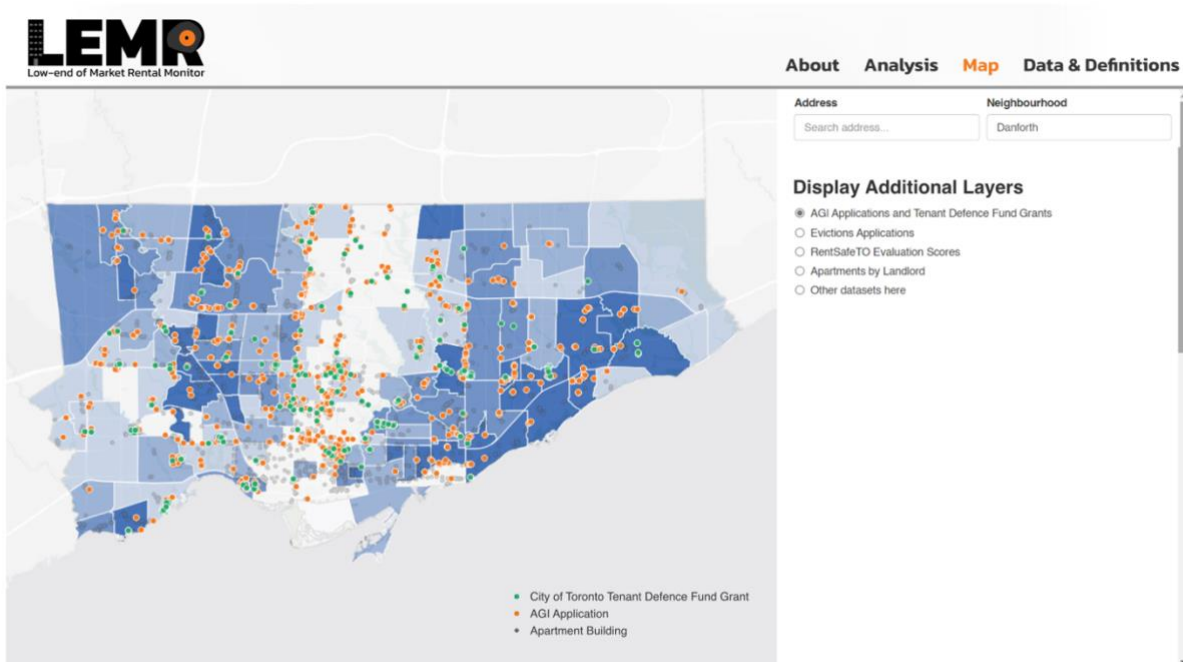 LEMR
Low-end of Market Rental Monitor
About Analysis Map Data & Definitions
Address Neighbourhood
Search address... Danforth
Display Additional Layers
AGI Applications and Tenant Defence Fund Grants
Evictions Applications
RentSafeTO Evaluation Scores
Apartments by Landlord
Other datasets here
City of Toronto Tenant Defence Fund Grant
AGI Application
Apartment Building